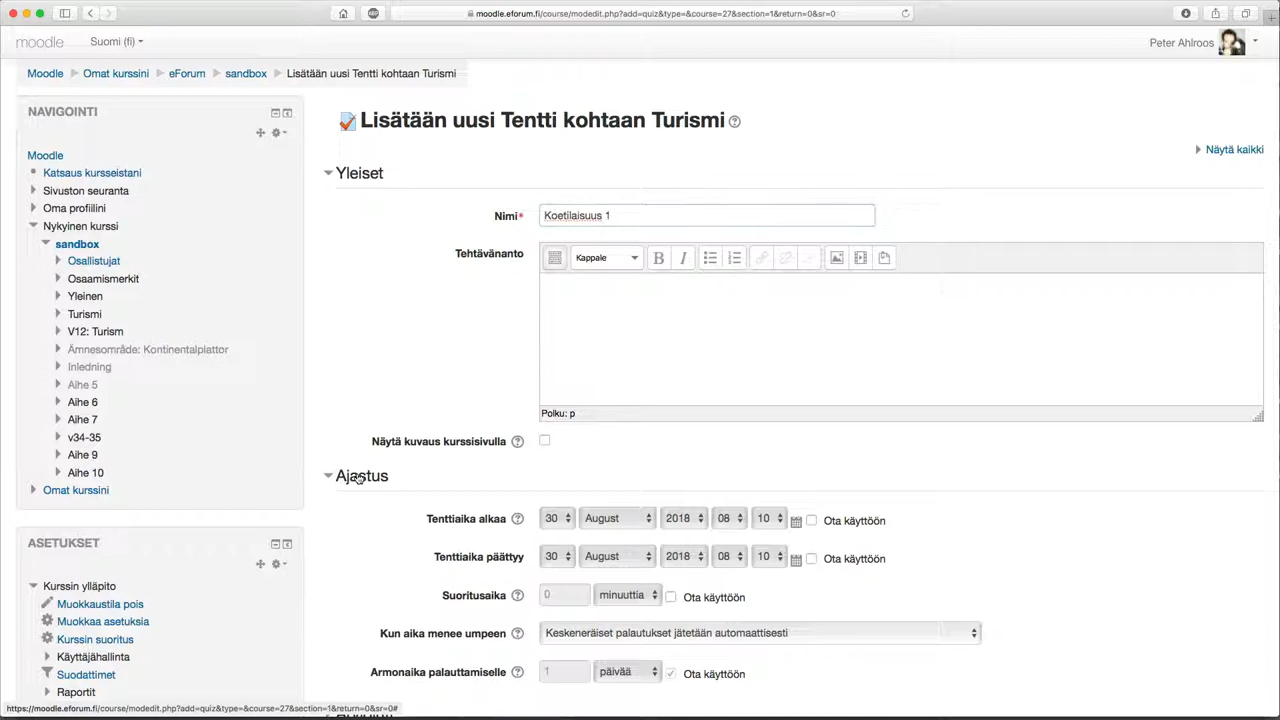 moodle.eforum.fi/course/modedit.php?add=quiz&type=&course=27&section=1&return=0&sr=0
moodle Suomi (fi) Peter Ahlroos
Moodle Omat kurssini eForum sandbox Lisätään uusi Tentti kohtaan Turismi
NAVIGOINTI
Moodle
Katsaus kursseistani
Sivuston seuranta
Oma profiilini
Nykyinen kurssi
sandbox
Osallistujat
Osaamismerkit
Yleinen
Turismi
V12: Turism
Ämnesområde: Kontinentalplattor
Inledning
Aihe 5
Aihe 6
Aihe 7
v34-35
Aihe 9
Aihe 10
Omat kurssini
ASETUKSET
Kurssin ylläpito
Muokkaustila pois
Muokkaa asetuksia
Kurssin suoritus
Käyttäjähallinta
Suodattimet
Raportit
Lisätään uusi Tentti kohtaan Turismi
Näytä kaikki
Yleiset
Nimi* Koetilaisuus 1
Tehtävänanto Kappale B I
Polku: p
Näytä kuvaus kurssisivulla
Ajastus
Tenttiaika alkaa 30 August 2018 08 10 Ota käyttöön
Tenttiaika päättyy 30 August 2018 08 10 Ota käyttöön
Suoritusaika 0 minuuttia Ota käyttöön
Kun aika menee umpeen Keskeneräiset palautukset jätetään automaattisesti
Armonaika palauttamiselle 1 päivää Ota käyttöön
https://moodle.eforum.fi/course/modedit.php?add=quiz&type=&course=27&section=1&return=0&sr=0#